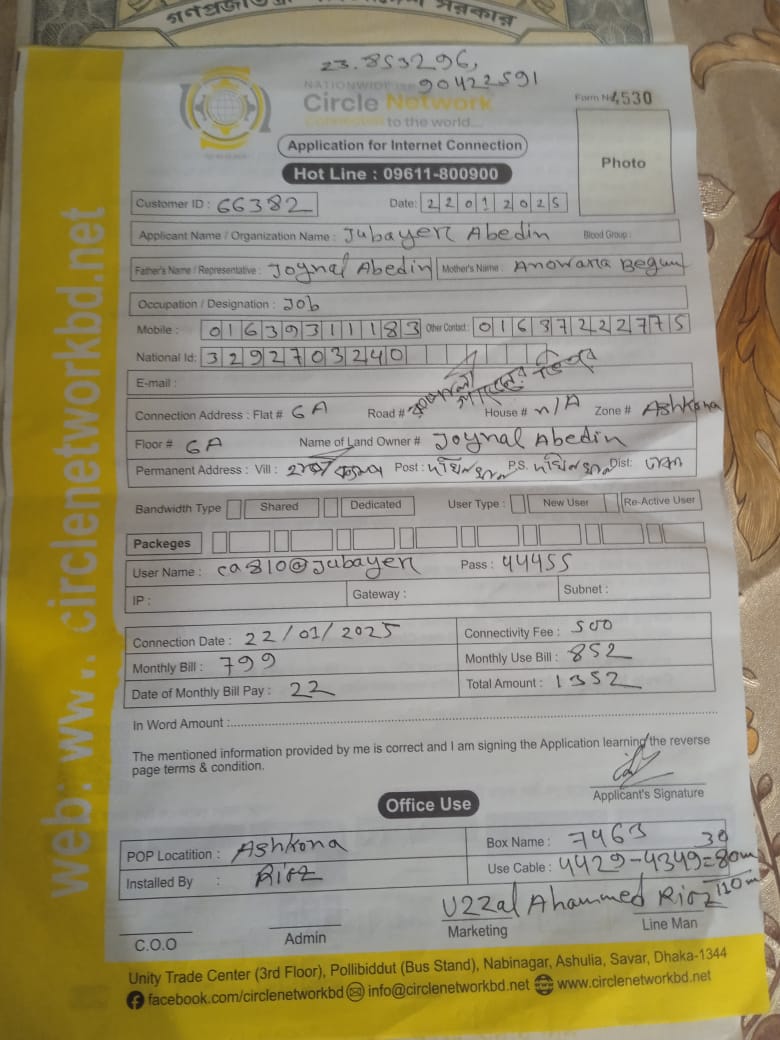 সরকার
23.853296,
90422591
NATIONWIDE
Circle Network
Connecting to the world...
Form No 4530
Application for Internet Connection
Hot Line : 09611-800900
Photo
Customer ID : 66382 Date: 22012025
Applicant Name / Organization Name : Jubayer Abedin Blood Group :
Father's Name / Representative : Joynal Abedin Mother's Name : Anowara Begum
Occupation / Designation : Job
Mobile : 01639311183 Other Contact : 01637222775
National Id: 3292703240
E-mail :
Connection Address : Flat # 6A Road # House # n/A Zone # Ashkona
Floor # 6A Name of Land Owner # Joynal Abedin
Permanent Address : Vill : Post : P.S. Dist: ঢাকা
Bandwidth Type Shared Dedicated User Type : New User Re-Active User
Packeges
User Name : ca810@Jubayer Pass : 44455
IP : Gateway : Subnet :
Connection Date : 22/01/2025 Connectivity Fee : 500
Monthly Bill : 799 Monthly Use Bill : 852
Date of Monthly Bill Pay : 22 Total Amount : 1352
In Word Amount :
The mentioned information provided by me is correct and I am signing the Application learning the reverse
page terms & condition.
Applicant's Signature
Office Use
POP Locatition : Ashkona Box Name : 7463
30
Installed By : Use Cable : 4429-4349=80m
110m
Uzzal Ahammed
C.O.O Admin Marketing Line Man
Unity Trade Center (3rd Floor), Pollibiddut (Bus Stand), Nabinagar, Ashulia, Savar, Dhaka-1344
facebook.com/circlenetworkbd info@circlenetworkbd.net www.circlenetworkbd.net
web: www.circlenetworkbd.net